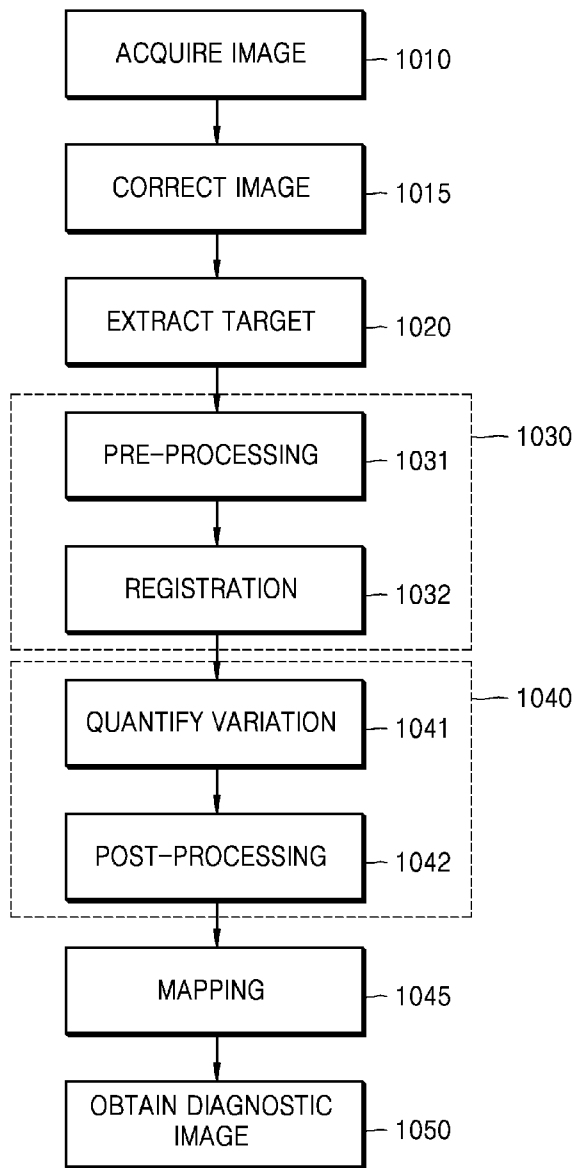 ACQUIRE IMAGE
1010
CORRECT IMAGE
1015
EXTRACT TARGET
1020
1030
PRE-PROCESSING
1031
REGISTRATION
1032
1040
QUANTIFY VARIATION
1041
POST-PROCESSING
1042
MAPPING
1045
OBTAIN DIAGNOSTIC
IMAGE
1050